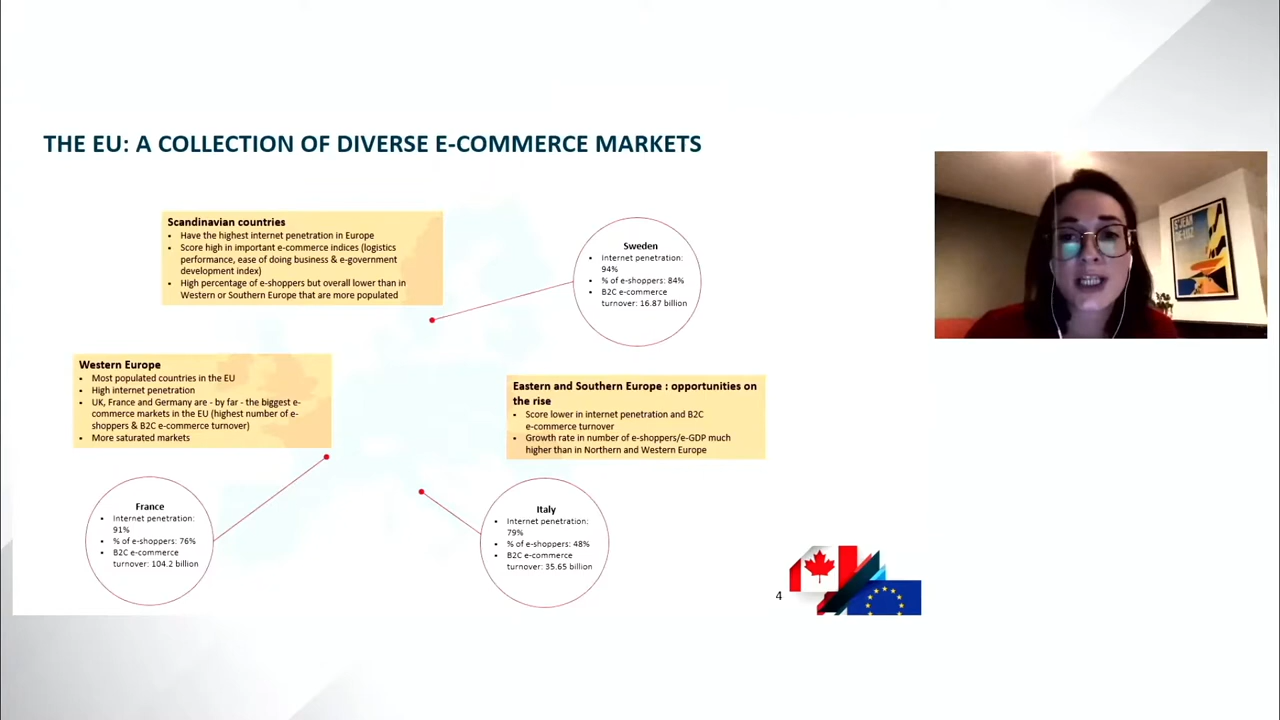 THE EU: A COLLECTION OF DIVERSE E-COMMERCE MARKETS
Scandinavian countries
• Have the highest internet penetration in Europe
• Score high in important e-commerce indices (logistics
performance, ease of doing business & e-government
development index)
• High percentage of e-shoppers but overall lower than in
Western or Southern Europe that are more populated
Sweden
• Internet penetration:
94%
• % of e-shoppers: 84%
• B2C e-commerce
turnover: 16.87 billion
Western Europe
• Most populated countries in the EU
• High internet penetration
• UK, France and Germany are - by far - the biggest e-
commerce markets in the EU (highest number of e-
shoppers & B2C e-commerce turnover)
• More saturated markets
Eastern and Southern Europe : opportunities on
the rise
• Score lower in internet penetration and B2C
e-commerce turnover
• Growth rate in number of e-shoppers/e-GDP much
higher than in Northern and Western Europe
France
• Internet penetration:
91%
• % of e-shoppers: 76%
• B2C e-commerce
turnover: 104.2 billion
Italy
• Internet penetration:
79%
• % of e-shoppers: 48%
• B2C e-commerce
turnover: 35.65 billion
4
ST JEAN
DE LUZ